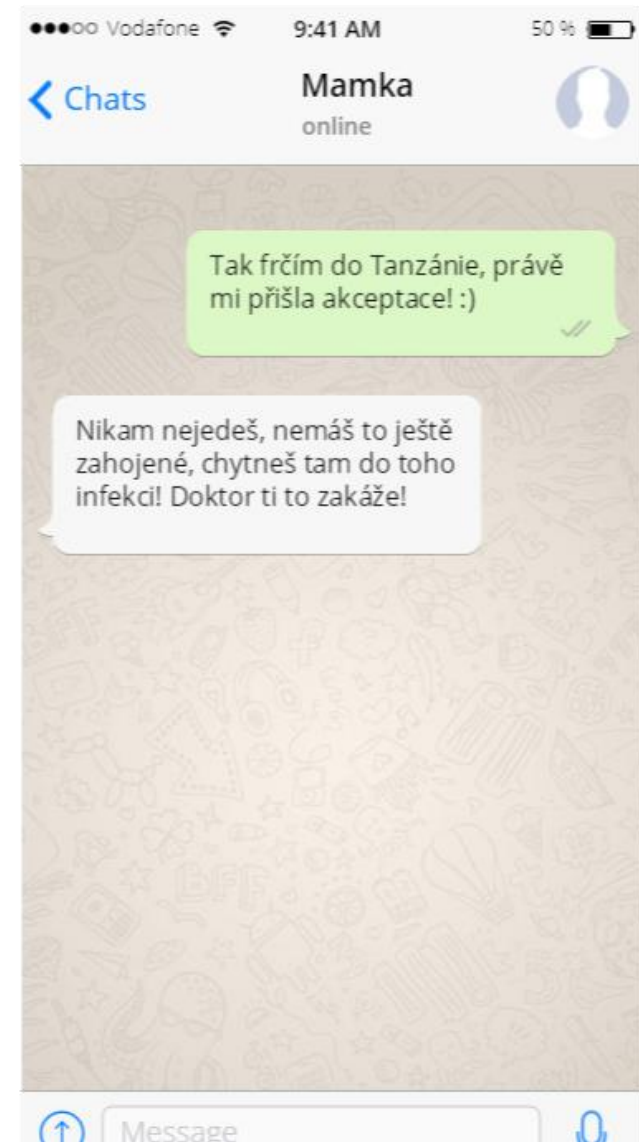 ●●●○○ Vodafone 9:41 AM 50 %
Chats Mamka
online
Tak frčím do Tanzánie, právě
mi přišla akceptace! :)
Nikam nejedeš, nemáš to ještě
zahojené, chytneš tam do toho
infekci! Doktor ti to zakáže!
BFF
Message